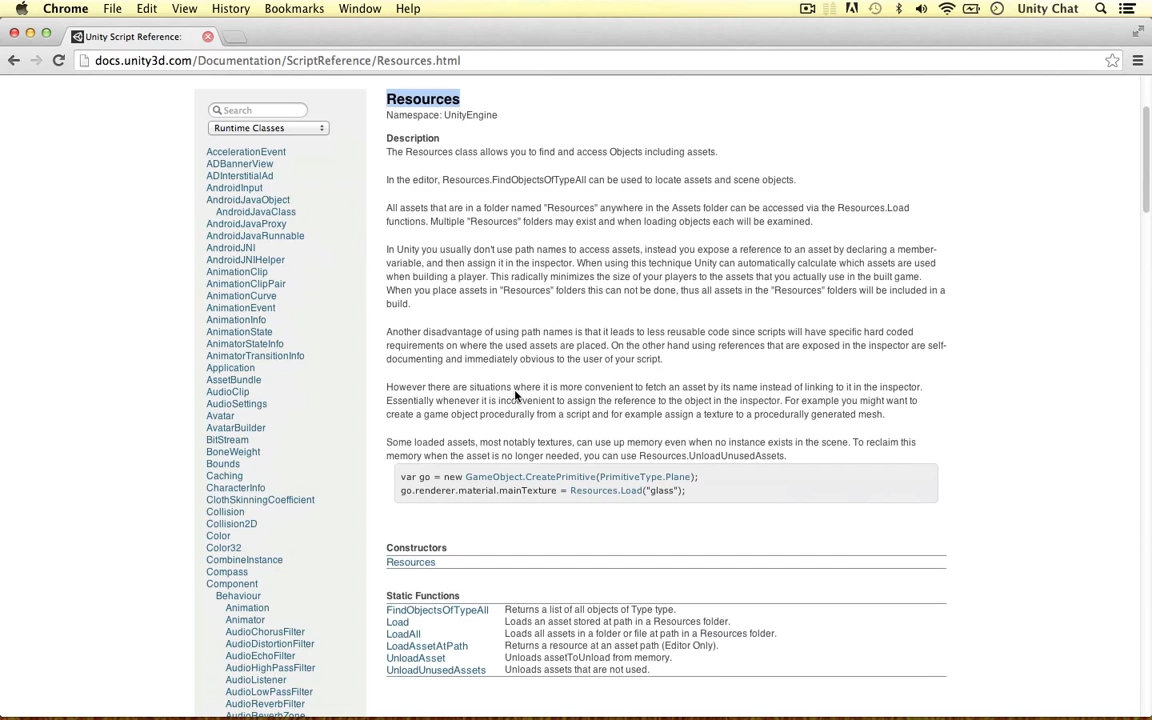 Chrome File Edit View History Bookmarks Window Help Unity Chat
Unity Script Reference:
docs.unity3d.com/Documentation/ScriptReference/Resources.html
Search
Runtime Classes
AccelerationEvent
ADBannerView
ADInterstitialAd
AndroidInput
AndroidJavaObject
AndroidJavaClass
AndroidJavaProxy
AndroidJavaRunnable
AndroidJNI
AndroidJNIHelper
AnimationClip
AnimationClipPair
AnimationCurve
AnimationEvent
AnimationInfo
AnimationState
AnimatorStateInfo
AnimatorTransitionInfo
Application
AssetBundle
AudioClip
AudioSettings
Avatar
AvatarBuilder
BitStream
BoneWeight
Bounds
Caching
CharacterInfo
ClothSkinningCoefficient
Collision
Collision2D
Color
Color32
CombineInstance
Compass
Component
Behaviour
Animation
Animator
AudioChorusFilter
AudioDistortionFilter
AudioEchoFilter
AudioHighPassFilter
AudioListener
AudioLowPassFilter
AudioReverbFilter
AudioReverbZone
Resources
Namespace: UnityEngine
Description
The Resources class allows you to find and access Objects including assets.
In the editor, Resources.FindObjectsOfTypeAll can be used to locate assets and scene objects.
All assets that are in a folder named "Resources" anywhere in the Assets folder can be accessed via the Resources.Load
functions. Multiple "Resources" folders may exist and when loading objects each will be examined.
In Unity you usually don't use path names to access assets, instead you expose a reference to an asset by declaring a member-
variable, and then assign it in the inspector. When using this technique Unity can automatically calculate which assets are used
when building a player. This radically minimizes the size of your players to the assets that you actually use in the built game.
When you place assets in "Resources" folders this can not be done, thus all assets in the "Resources" folders will be included in a
build.
Another disadvantage of using path names is that it leads to less reusable code since scripts will have specific hard coded
requirements on where the used assets are placed. On the other hand using references that are exposed in the inspector are self-
documenting and immediately obvious to the user of your script.
However there are situations where it is more convenient to fetch an asset by its name instead of linking to it in the inspector.
Essentially whenever it is inconvenient to assign the reference to the object in the inspector. For example you might want to
create a game object procedurally from a script and for example assign a texture to a procedurally generated mesh.
Some loaded assets, most notably textures, can use up memory even when no instance exists in the scene. To reclaim this
memory when the asset is no longer needed, you can use Resources.UnloadUnusedAssets.
var go = new GameObject.CreatePrimitive(PrimitiveType.Plane);
go.renderer.material.mainTexture = Resources.Load("glass");
Constructors
Resources
Static Functions
FindObjectsOfTypeAll Returns a list of all objects of Type type.
Load Loads an asset stored at path in a Resources folder.
LoadAll Loads all assets in a folder or file at path in a Resources folder.
LoadAssetAtPath Returns a resource at an asset path (Editor Only).
UnloadAsset Unloads assetToUnload from memory.
UnloadUnusedAssets Unloads assets that are not used.